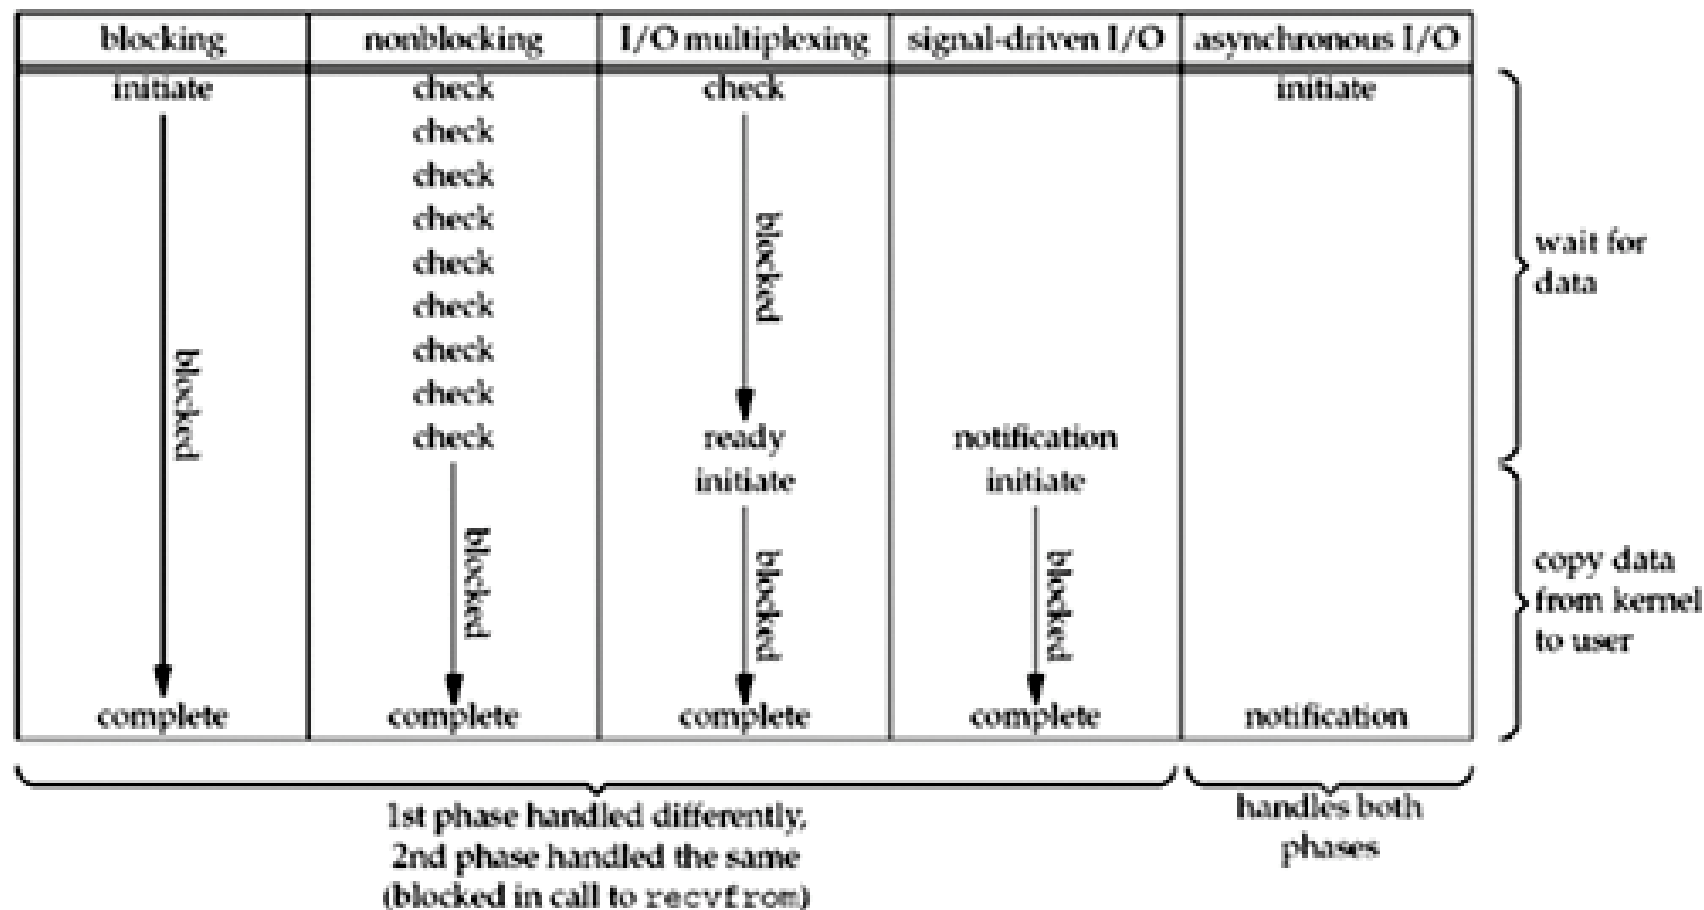 blocking nonblocking I/O multiplexing signal-driven I/O asynchronous I/O
initiate check check initiate
check
check
check
check
check
check
check
check ready notification
initiate initiate
blocked
blocked
blocked
blocked
blocked
complete complete complete complete notification
wait for
data
copy data
from kernel
to user
1st phase handled differently,
2nd phase handled the same
(blocked in call to recvfrom)
handles both
phases